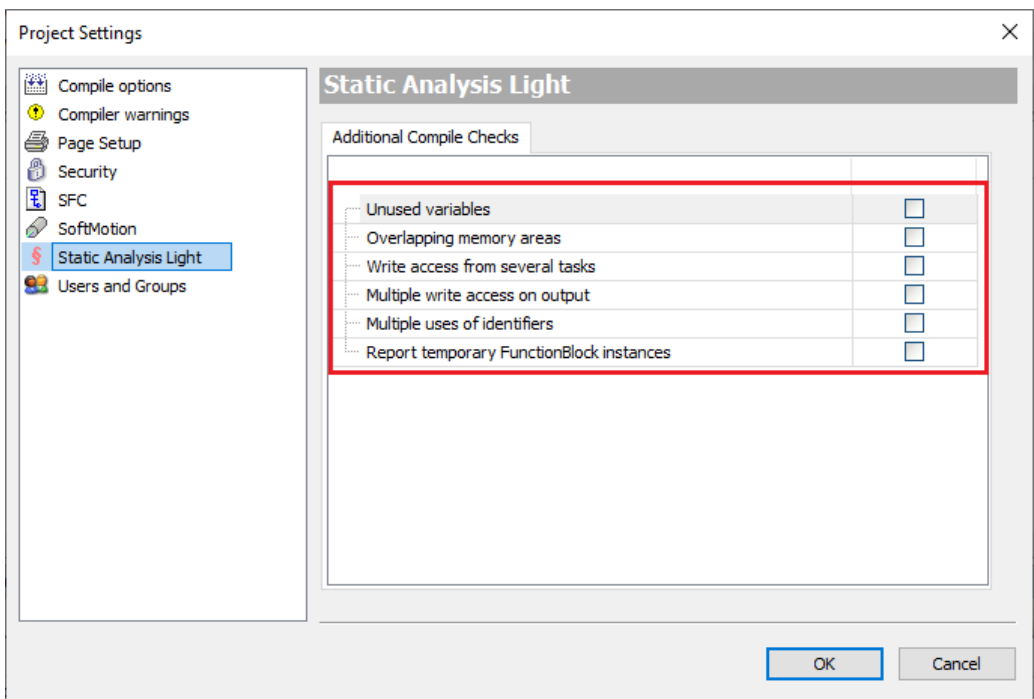 Project Settings
Compile options
Compiler warnings
Page Setup
Security
SFC
SoftMotion
Static Analysis Light
Users and Groups
Static Analysis Light
Additional Compile Checks
Unused variables
Overlapping memory areas
Write access from several tasks
Multiple write access on output
Multiple uses of identifiers
Report temporary FunctionBlock instances
OK
Cancel